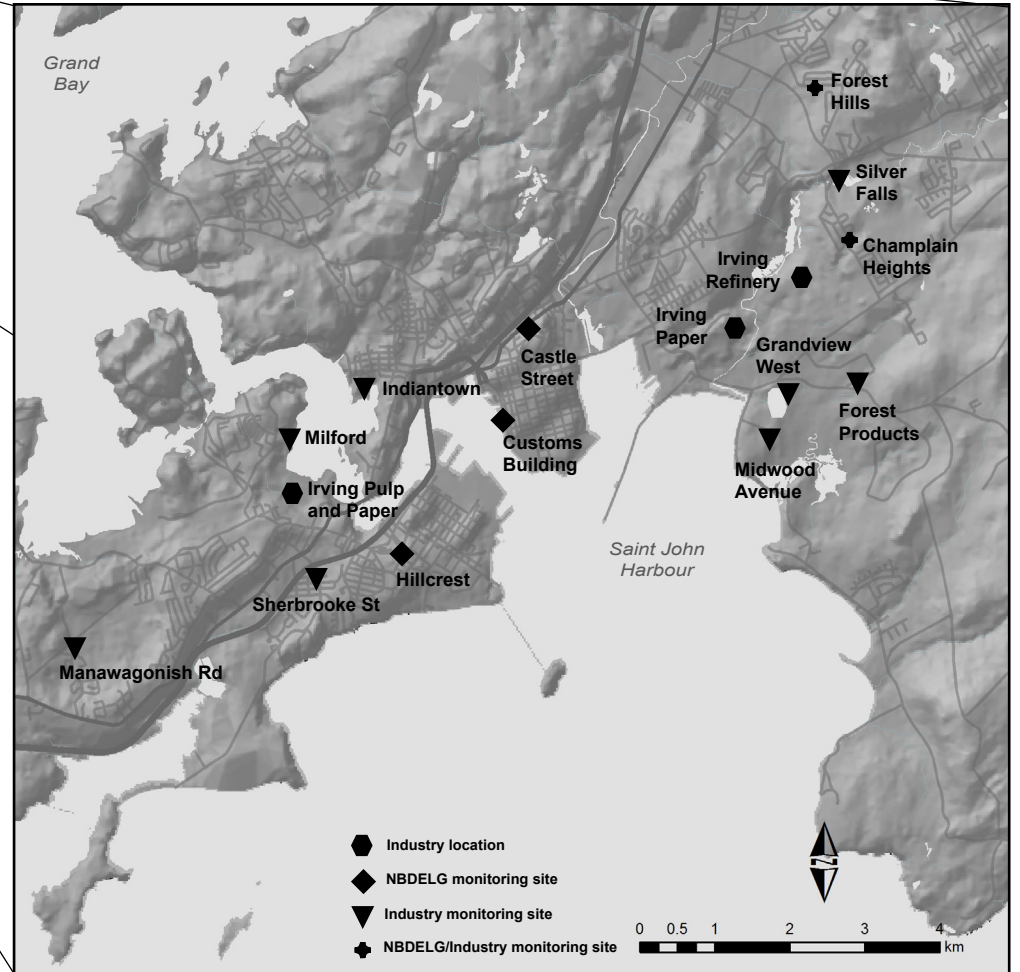 Grand
Bay
Forest
Hills
Silver
Falls
Champlain
Heights
Irving
Refinery
Irving
Paper
Grandview
West
Castle
Street
Indiantown
Forest
Products
Customs
Building
Milford
Midwood
Avenue
Irving Pulp
and Paper
Saint John
Harbour
Hillcrest
Sherbrooke St
Manawagonish Rd
Industry location
NBDELG monitoring site
Industry monitoring site
NBDELG/Industry monitoring site
N
0 0.5 1 2 3 4
km